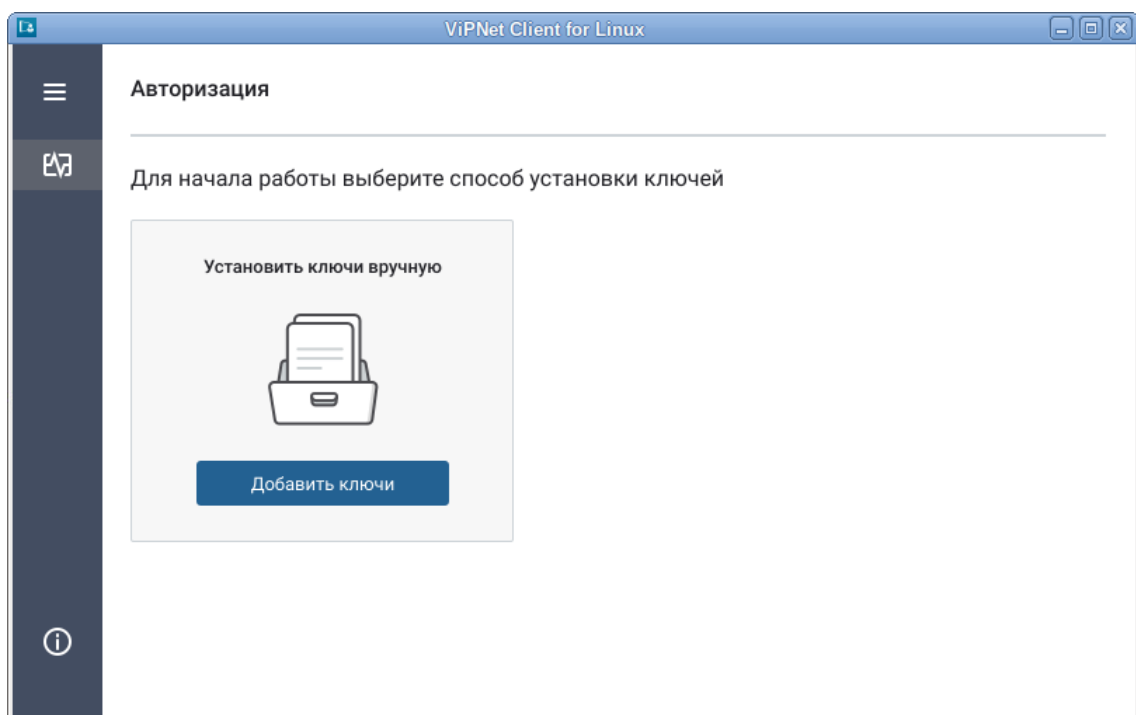 ViPNet Client for Linux
Авторизация
Для начала работы выберите способ установки ключей
Установить ключи вручную
Добавить ключи